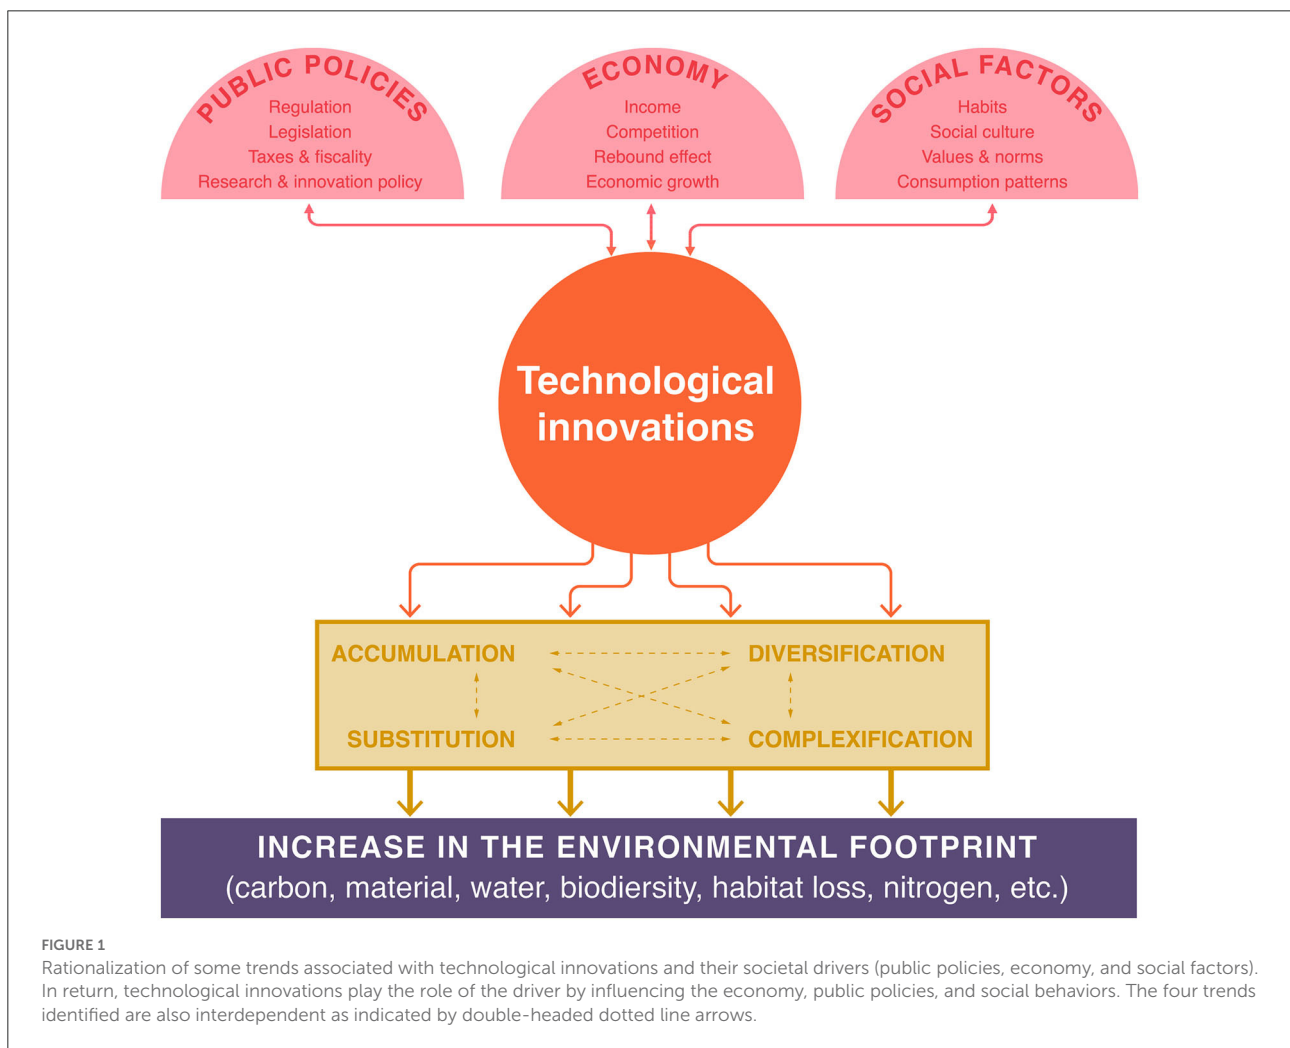 PUBLIC POLICIES
Regulation
Legislation
Taxes & fiscality
Research & innovation policy
ECONOMY
Income
Competition
Rebound effect
Economic growth
SOCIAL FACTORS
Habits
Social culture
Values & norms
Consumption patterns
Technological
innovations
ACCUMULATION
DIVERSIFICATION
SUBSTITUTION
COMPLEXIFICATION
INCREASE IN THE ENVIRONMENTAL FOOTPRINT
(carbon, material, water, biodiersity, habitat loss, nitrogen, etc.)
FIGURE 1
Rationalization of some trends associated with technological innovations and their societal drivers (public policies, economy, and social factors).
In return, technological innovations play the role of the driver by influencing the economy, public policies, and social behaviors. The four trends
identified are also interdependent as indicated by double-headed dotted line arrows.